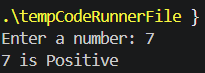 .\tempCodeRunnerFile }
Enter a number: 7
7 is Positive